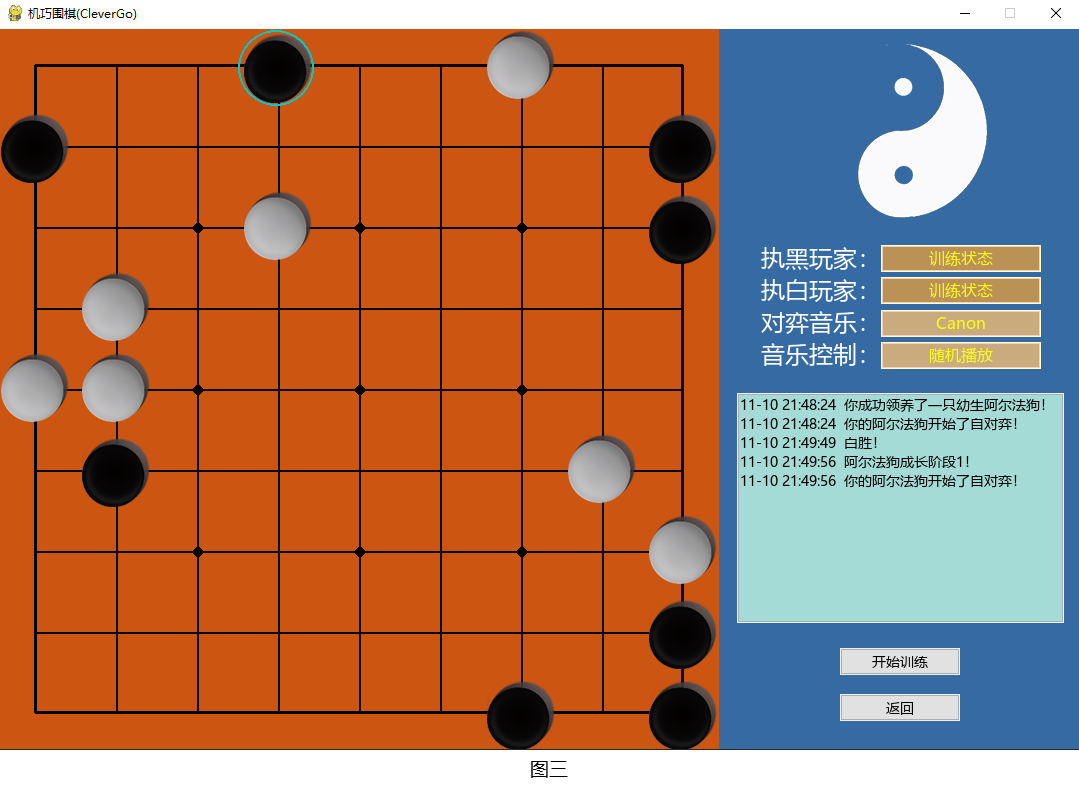 机巧围棋(CleverGo)
执黑玩家： 训练状态
执白玩家： 训练状态
对弈音乐： Canon
音乐控制： 随机播放
11-10 21:48:24 你成功领养了一只幼生阿尔法狗!
11-10 21:48:24 你的阿尔法狗开始了自对弈!
11-10 21:49:49 白胜!
11-10 21:49:56 阿尔法狗成长阶段1!
11-10 21:49:56 你的阿尔法狗开始了自对弈!
开始训练
返回
图三